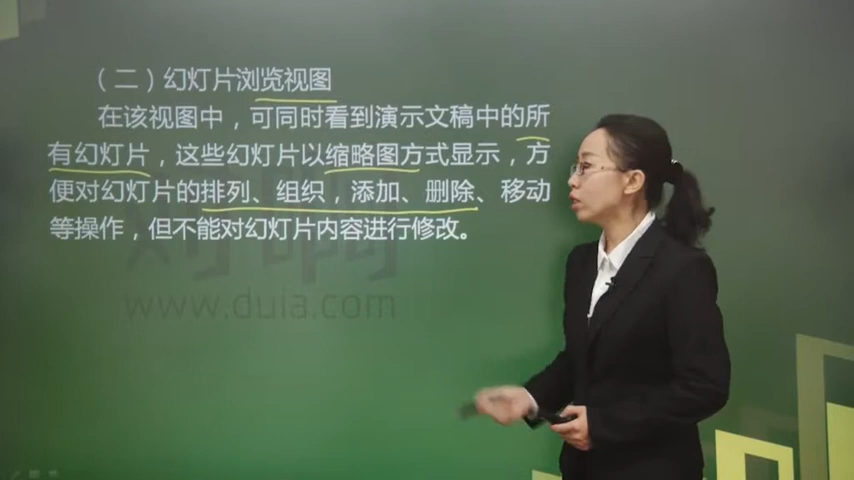 （二）幻灯片浏览视图
在该视图中，可同时看到演示文稿中的所
有幻灯片，这些幻灯片以缩略图方式显示，方
便对幻灯片的排列、组织，添加、删除、移动
等操作，但不能对幻灯片内容进行修改。
www.duia.com